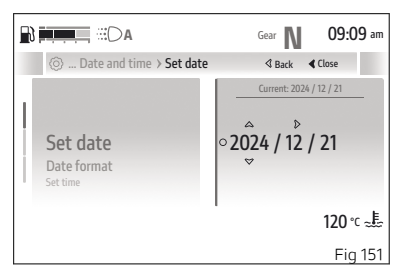 A Gear N 09:09 am
... Date and time > Set date Back Close
Current: 2024 / 12 / 21
Set date
2024 / 12 / 21
Date format
Set time
120 °C
Fig 151